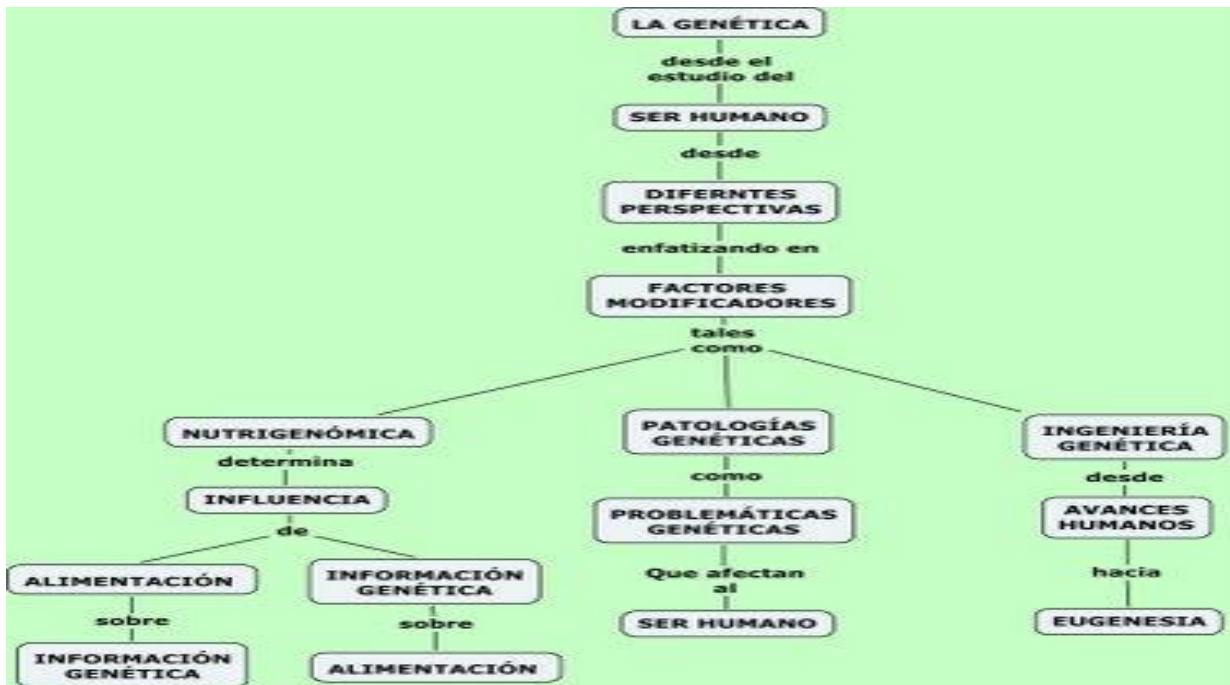 LA GENÉTICA
desde el
estudio del
SER HUMANO
desde
DIFERNTES
PERSPECTIVAS
enfatizando en
FACTORES
MODIFICADORES
tales
como
NUTRIGENÓMICA
determina
INFLUENCIA
de
ALIMENTACIÓN
sobre
INFORMACIÓN
GENÉTICA
INFORMACIÓN
GENÉTICA
sobre
ALIMENTACIÓN
PATOLOGÍAS
GENÉTICAS
como
PROBLEMÁTICAS
GENÉTICAS
Que afectan
al
SER HUMANO
INGENIERÍA
GENÉTICA
desde
AVANCES
HUMANOS
hacia
EUGENESIA